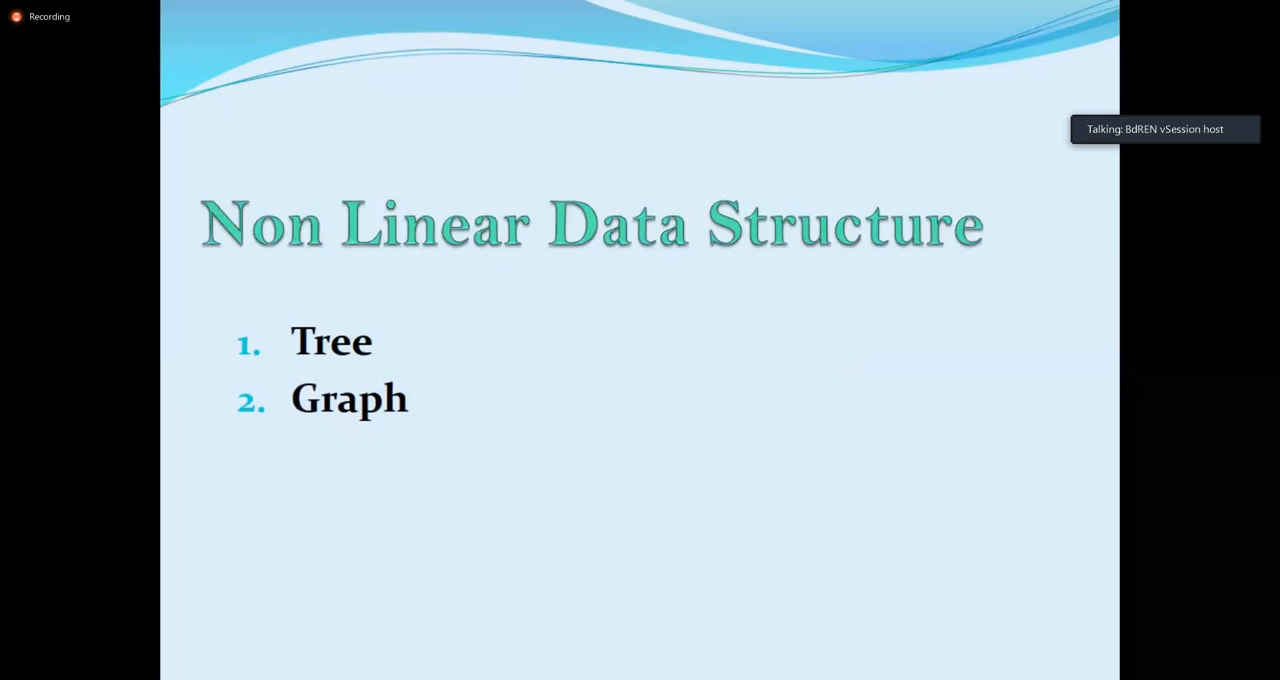 Recording
Talking: BdREN vSession host
Non Linear Data Structure
1. Tree
2. Graph